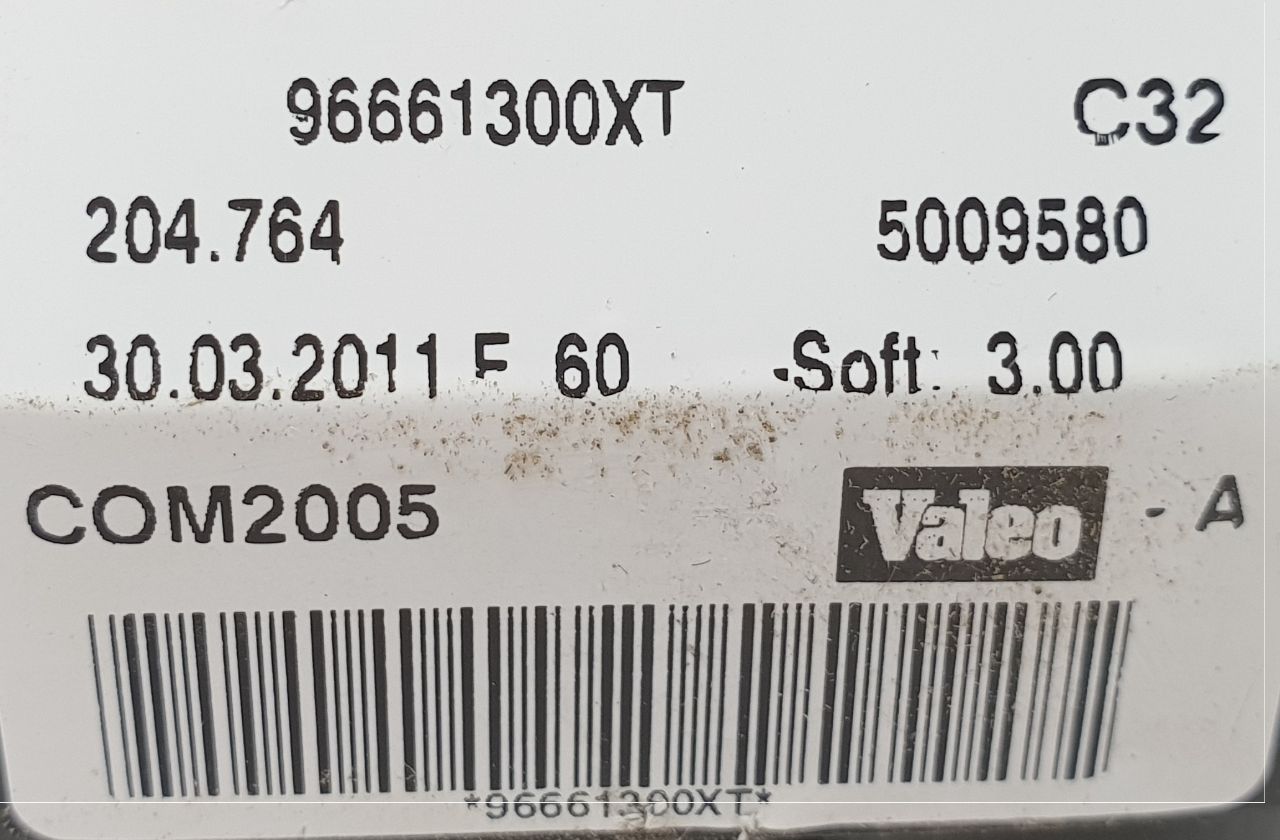 96661300XT C32
204.764 5009580
30.03.2011 F 60 -Soft: 3.00
COM2005 Valeo - A
*96661300XT*